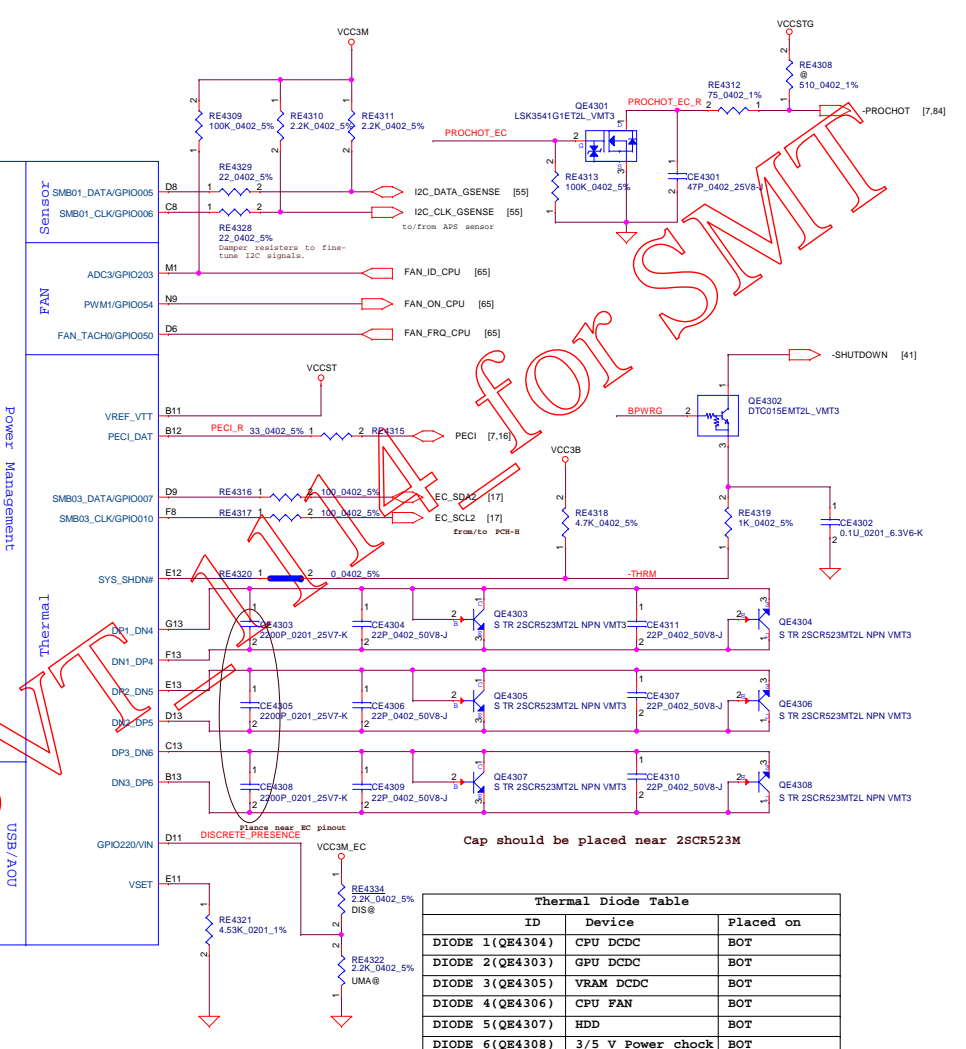 VCC3M
RE4309
100K_0402_5%
RE4310
2.2K_0402_5%
RE4311
2.2K_0402_5%
VCCSTG
RE4308
@
510_0402_1%
RE4312
75_0402_1%
QE4301
LSK3541G1ET2L_VMT3
PROCHOT_EC_R
-PROCHOT [7,84]
PROCHOT_EC
RE4313
100K_0402_5%
CE4301
47P_0402_25V8-J
Sensor
SMB01_DATA/GPIO005
D8
RE4329
22_0402_5%
I2C_DATA_GSENSE [55]
SMB01_CLK/GPIO006
C8
RE4328
22_0402_5%
I2C_CLK_GSENSE [55]
to/from APS sensor
Damper resisters to fine-
tune I2C signals.
FAN
ADC3/GPIO203
M1
FAN_ID_CPU [65]
PWM1/GPIO054
N9
FAN_ON_CPU [65]
FAN_TACH0/GPIO050
D6
FAN_FRQ_CPU [65]
-SHUTDOWN [41]
VCCST
BPWRG
QE4302
DTC015EMT2L_VMT3
Power Management
VREF_VTT
B11
PECI_DAT
B12
PECI_R
33_0402_5%
RE4315
PECI [7,16]
VCC3B
SMB03_DATA/GPIO007
D9
RE4316
100_0402_5%
EC_SDA2 [17]
SMB03_CLK/GPIO010
F8
RE4317
100_0402_5%
EC_SCL2 [17]
from/to PCH-H
RE4318
4.7K_0402_5%
RE4319
1K_0402_5%
CE4302
0.1U_0201_6.3V6-K
SYS_SHDN#
E12
RE4320
0_0402_5%
-THRM
Thermal
DP1_DN4
G13
DN1_DP4
F13
CE4303
2200P_0201_25V7-K
CE4304
22P_0402_50V8-J
QE4303
S TR 2SCR523MT2L NPN VMT3
CE4311
22P_0402_50V8-J
QE4304
S TR 2SCR523MT2L NPN VMT3
DP2_DN5
E13
DN2_DP5
D13
CE4305
2200P_0201_25V7-K
CE4306
22P_0402_50V8-J
QE4305
S TR 2SCR523MT2L NPN VMT3
CE4307
22P_0402_50V8-J
QE4306
S TR 2SCR523MT2L NPN VMT3
DP3_DN6
C13
DN3_DP6
B13
CE4308
2200P_0201_25V7-K
CE4309
22P_0402_50V8-J
QE4307
S TR 2SCR523MT2L NPN VMT3
CE4310
22P_0402_50V8-J
QE4308
S TR 2SCR523MT2L NPN VMT3
Plance near EC pinout
Cap should be placed near 2SCR523M
USB/AOU
GPIO220/VIN
D11
DISCRETE_PRESENCE
VCC3M_EC
VSET
E11
RE4321
4.53K_0201_1%
RE4334
2.2K_0402_5%
DIS@
RE4322
2.2K_0402_5%
UMA@
Thermal Diode Table
ID Device Placed on
DIODE 1(QE4304) CPU DCDC BOT
DIODE 2(QE4303) GPU DCDC BOT
DIODE 3(QE4305) VRAM DCDC BOT
DIODE 4(QE4306) CPU FAN BOT
DIODE 5(QE4307) HDD BOT
DIODE 6(QE4308) 3/5 V Power chock BOT